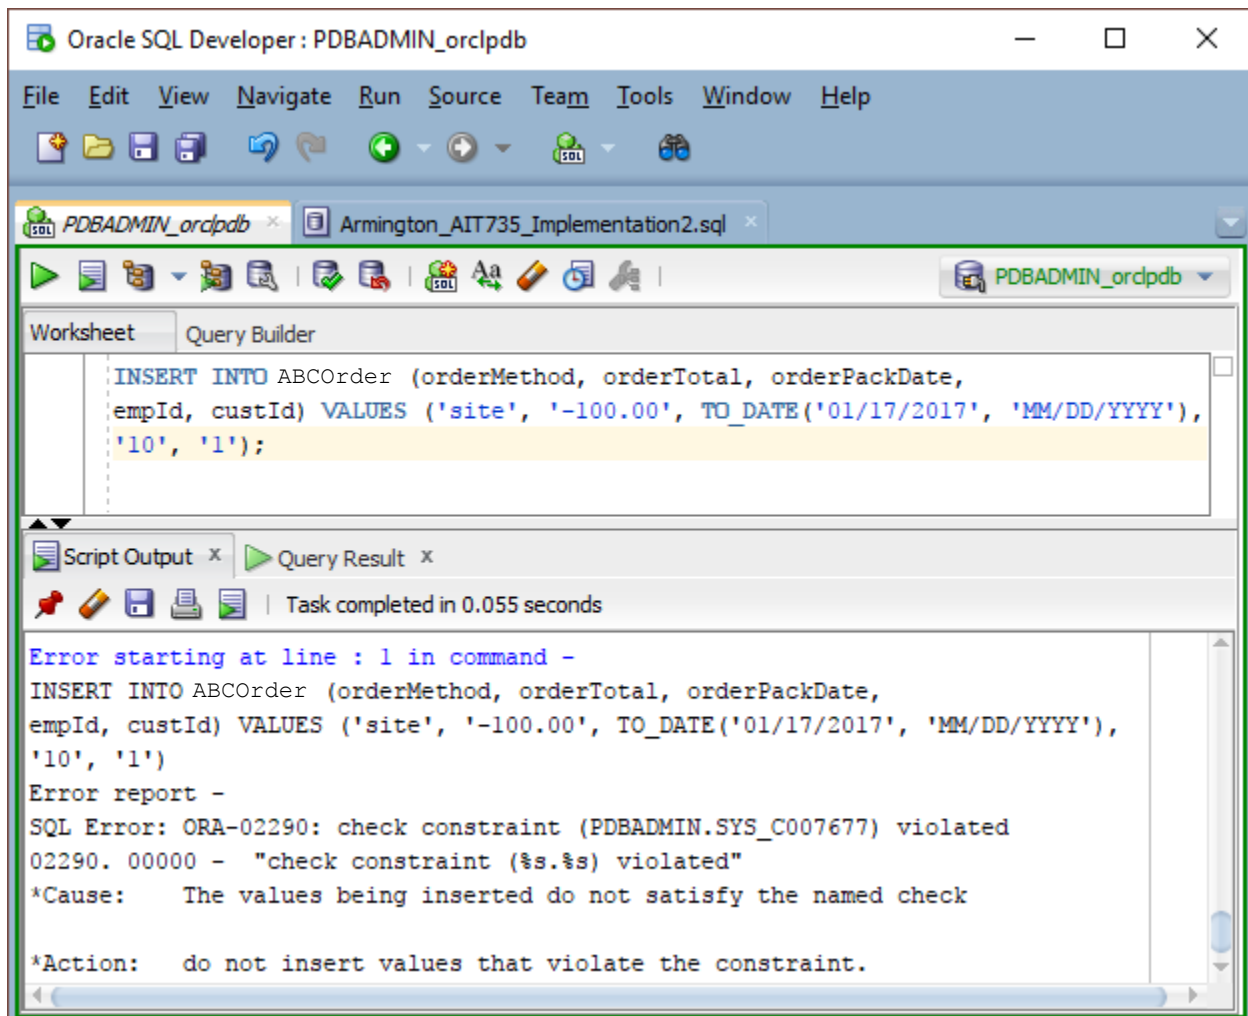 Oracle SQL Developer : PDBADMIN_orclpdb
File Edit View Navigate Run Source Team Tools Window Help
PDBADMIN_orclpdb Armington_AIT735_Implementation2.sql
PDBADMIN_orclpdb
Worksheet Query Builder
INSERT INTO ABCOrder (orderMethod, orderTotal, orderPackDate,
empId, custId) VALUES ('site', '-100.00', TO_DATE('01/17/2017', 'MM/DD/YYYY'),
'10', '1');
Script Output x Query Result x
Task completed in 0.055 seconds
Error starting at line : 1 in command -
INSERT INTO ABCOrder (orderMethod, orderTotal, orderPackDate,
empId, custId) VALUES ('site', '-100.00', TO_DATE('01/17/2017', 'MM/DD/YYYY'),
'10', '1')
Error report -
SQL Error: ORA-02290: check constraint (PDBADMIN.SYS_C007677) violated
02290. 00000 - "check constraint (%s.%s) violated"
*Cause: The values being inserted do not satisfy the named check
*Action: do not insert values that violate the constraint.